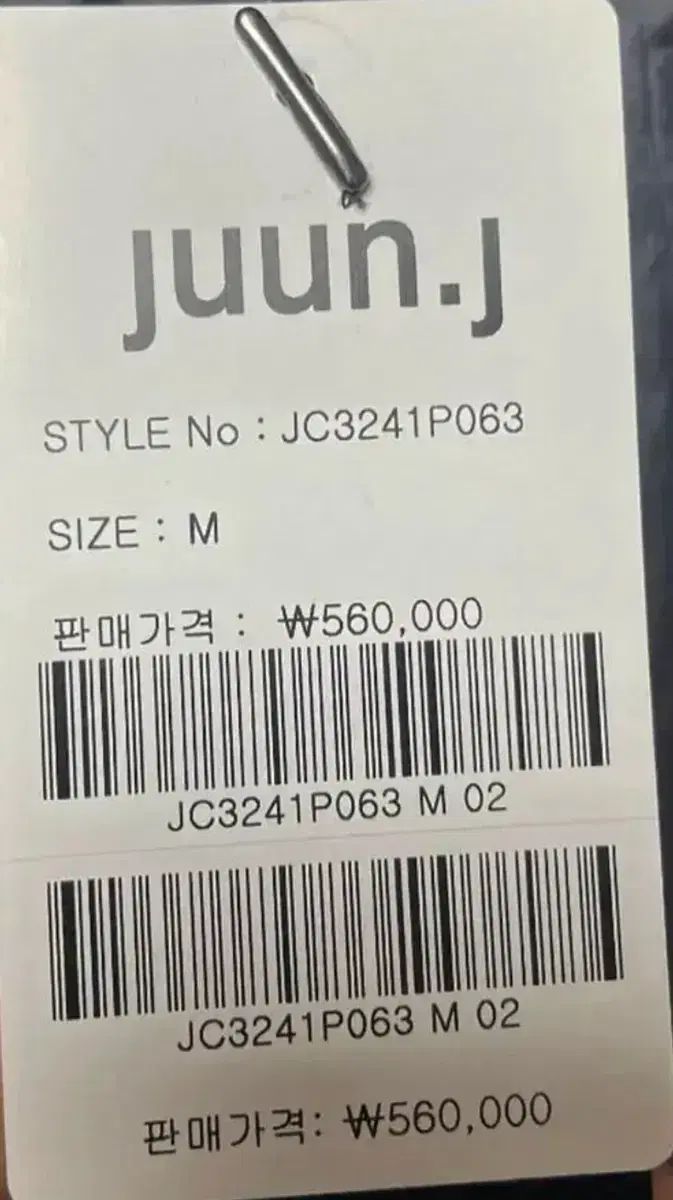 juun.j
STYLE No : JC3241P063
SIZE : M
판매가격 : ₩560,000
JC3241P063 M 02
JC3241P063 M 02
판매가격: ₩560,000